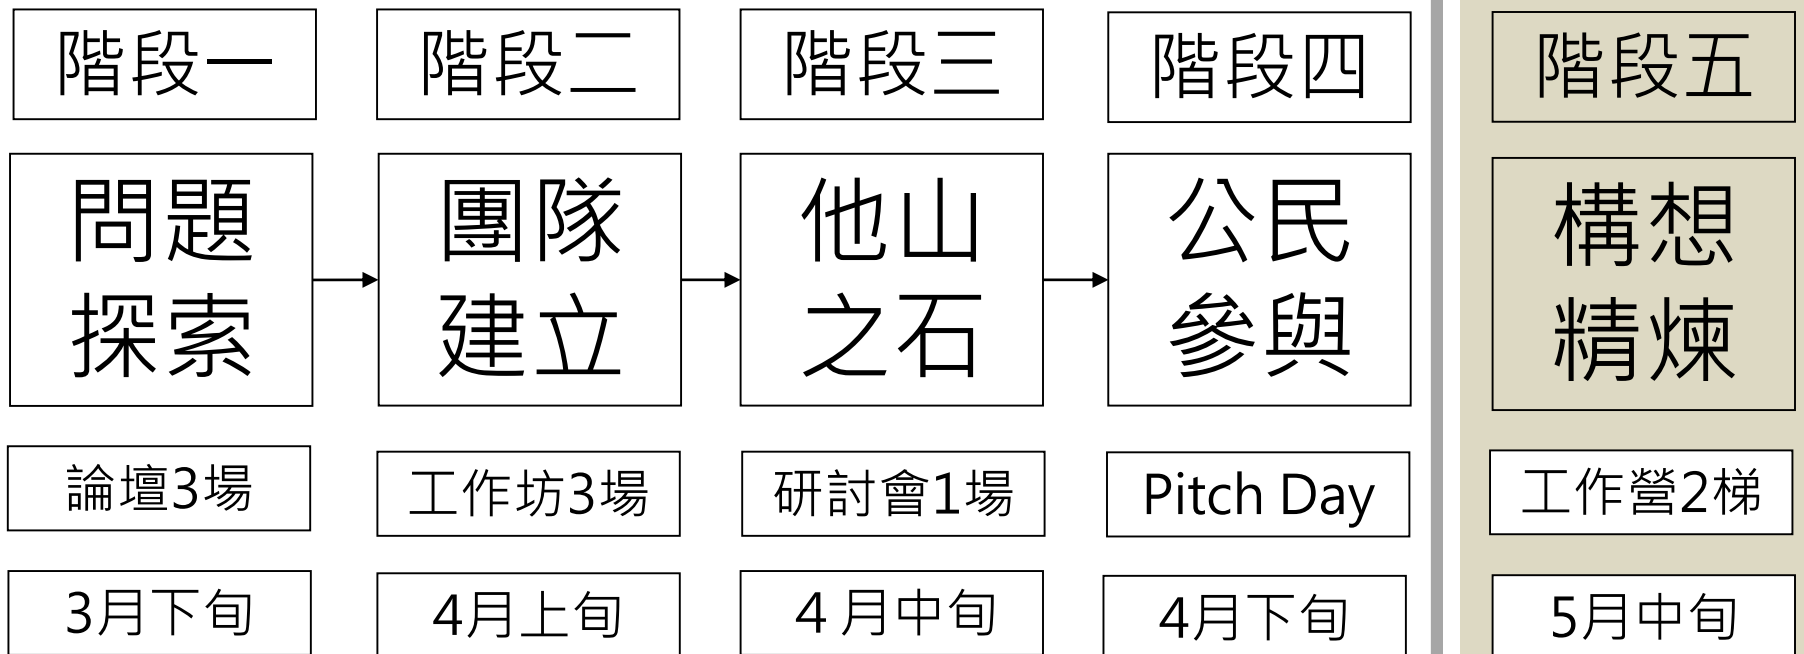 階段一
階段二
階段三
階段四
階段五
問題
探索
團隊
建立
他山
之石
公民
參與
構想
精煉
論壇3場
工作坊3場
研討會1場
Pitch Day
工作營2梯
3月下旬
4月上旬
4 月中旬
4月下旬
5月中旬